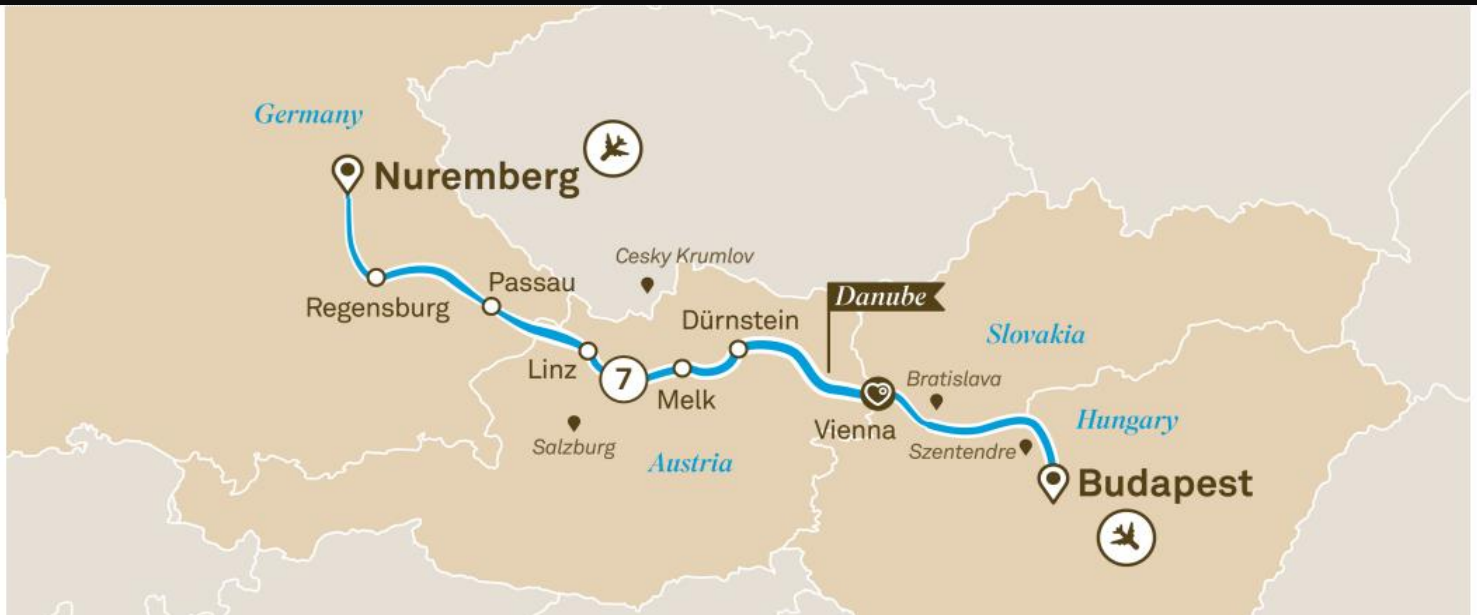 Germany
Nuremberg
Cesky Krumlov
Passau
Regensburg
Danube
Dürnstein
Slovakia
Linz
7
Melk
Bratislava
Vienna
Hungary
Salzburg
Szentendre
Austria
Budapest